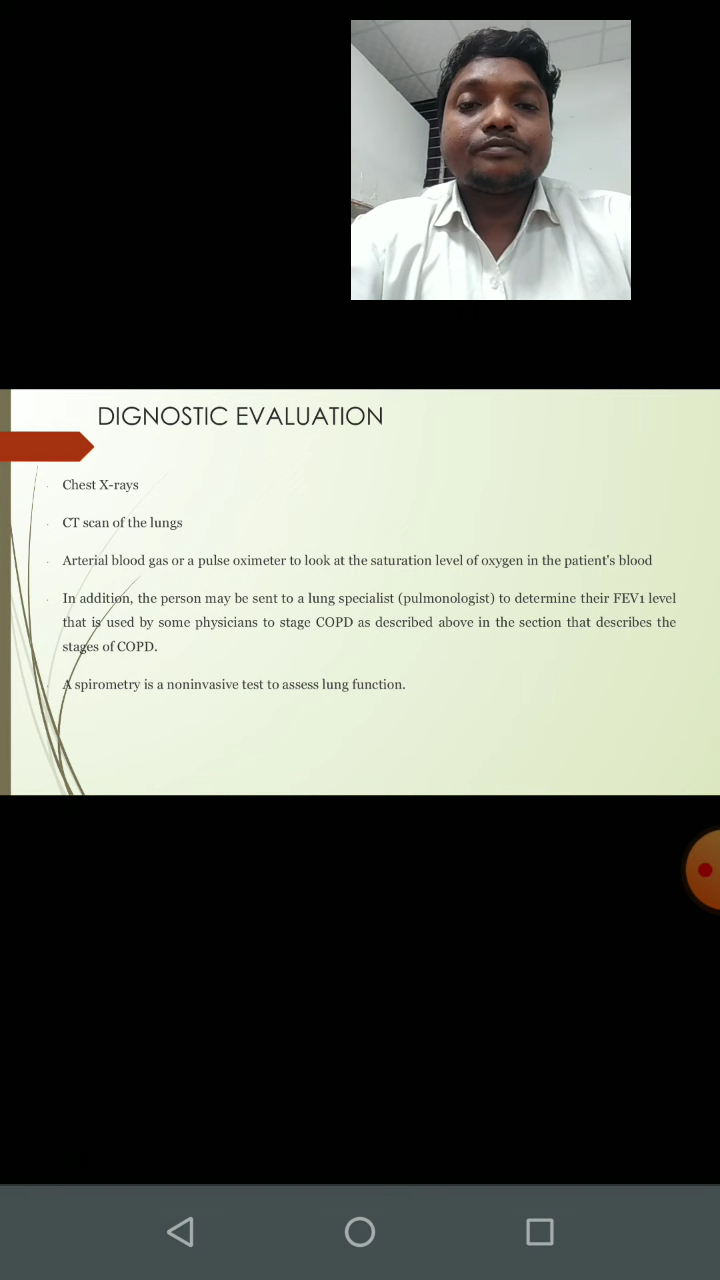 DIGNOSTIC EVALUATION
Chest X-rays
CT scan of the lungs
Arterial blood gas or a pulse oximeter to look at the saturation level of oxygen in the patient's blood
In addition, the person may be sent to a lung specialist (pulmonologist) to determine their FEV1 level
that is used by some physicians to stage COPD as described above in the section that describes the
stages of COPD.
A spirometry is a noninvasive test to assess lung function.